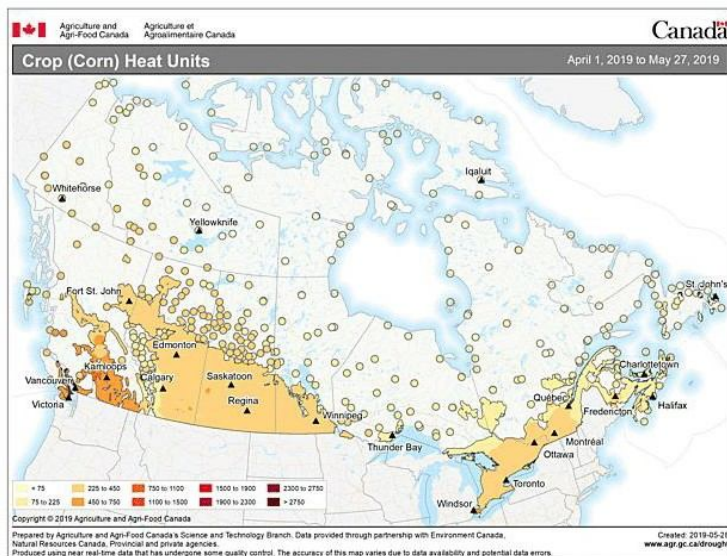 Agriculture and
Agri-Food Canada
Agriculture et
Agroalimentaire Canada
Canada
Crop (Corn) Heat Units
April 1, 2019 to May 27, 2019
Iqaluit
Whitehorse
Yellowknife
Fort St. John
St. John's
Edmonton
Charlottetown
Kamloops
Vancouver
Calgary
Saskatoon
Québec
Victoria
Regina
Winnipeg
Fredericton
Halifax
Thunder Bay
Montréal
Ottawa
Toronto
Windsor
< 75
225 to 450
750 to 1100
1500 to 1900
2300 to 2750
75 to 225
450 to 750
1100 to 1500
1900 to 2300
> 2750
Copyright © 2019 Agriculture and Agri-Food Canada
Prepared by Agriculture and Agri-Food Canada's Science and Technology Branch. Data provided through partnership with Environment Canada,
Natural Resources Canada, Provincial and private agencies.
Produced using near real-time data that has undergone some quality control. The accuracy of this map varies due to data availability and potential data errors.
Created:
www.agr.gc.ca/drought